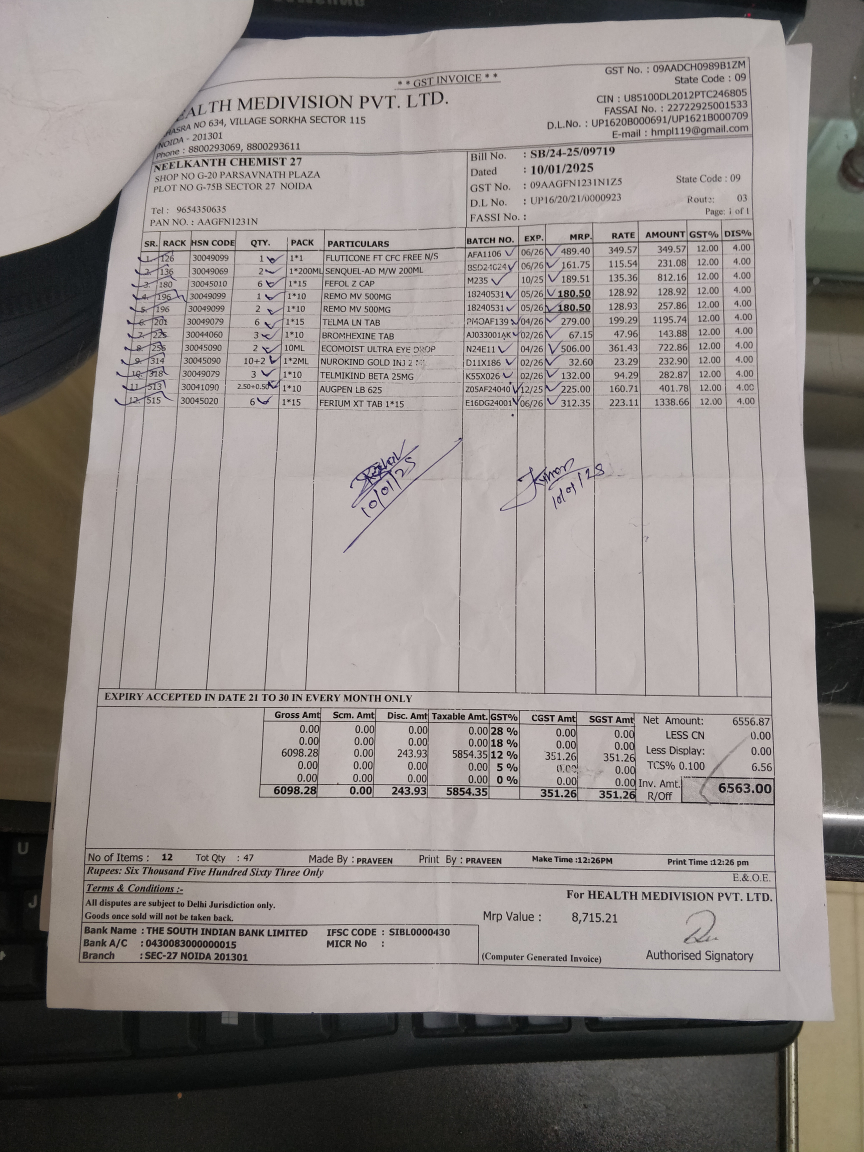 ** GST INVOICE **
GST No. : 09AADCH0989B1ZM
State Code : 09
EALTH MEDIVISION PVT. LTD.
CIN : U85100DL2012PTC246805
FASSAI No. : 22722925001533
HASRA NO 634, VILLAGE SORKHA SECTOR 115
D.L.No. : UP1620B000691/UP1621B000709
NOIDA - 201301
E-mail : hmpl119@gmail.com
Phone : 8800293069, 8800293611
NEELKANTH CHEMIST 27
SHOP NO G-20 PARSAVNATH PLAZA
PLOT NO G-75B SECTOR 27 NOIDA
Tel : 9654350635
PAN NO. : AAGFN1231N
Bill No. : SB/24-25/09719
Dated : 10/01/2025
GST No. : 09AAGFN1231N1Z5 State Code : 09
D.L No. : UP16/20/21/0000923 Route: 03
FASSI No. : Page: 1 of 1
SR. RACK HSN CODE QTY. PACK PARTICULARS BATCH NO. EXP. MRP. RATE AMOUNT GST% DIS%
1. 126 30049099 1 1*1 FLUTICONE FT CFC FREE N/S AFA1106 06/26 489.40 349.57 349.57 12.00 4.00
2. 136 30049069 2 1*200ML SENQUEL-AD M/W 200ML 06/26 161.75 115.54 231.08 12.00 4.00
3. 180 30045010 6 1*15 FEFOL Z CAP M235 10/25 189.51 135.36 812.16 12.00 4.00
4. 196 30049099 1 1*10 REMO MV 500MG 18240531 05/26 180.50 128.92 128.92 12.00 4.00
5. 196 30049099 2 1*10 REMO MV 500MG 18240531 05/26 180.50 128.93 257.86 12.00 4.00
6. 201 30049079 6 1*15 TELMA LN TAB 04/26 279.00 199.29 1195.74 12.00 4.00
7. 225 30044060 3 1*10 BROMHEXINE TAB AJ033001AK 02/26 67.15 47.96 143.88 12.00 4.00
8. 256 30045090 2 10ML ECOMOIST ULTRA EYE DROP N24E11 04/26 506.00 361.43 722.86 12.00 4.00
9. 314 30045090 10+2 1*2ML NUROKIND GOLD INJ 2 D11X186 02/26 32.60 23.29 232.90 12.00 4.00
10. 318 30049079 3 1*10 TELMIKIND BETA 25MG K55X026 02/26 132.00 94.29 282.87 12.00 4.00
11. 513 30041090 2.50+0.50 1*10 AUGPEN LB 625 Z05AF24040 12/25 225.00 160.71 401.78 12.00 4.00
12. 515 30045020 6 1*15 FERIUM XT TAB 1*15 E16DG24001 06/26 312.35 223.11 1338.66 12.00 4.00
10/01/25
10/01/25
EXPIRY ACCEPTED IN DATE 21 TO 30 IN EVERY MONTH ONLY
Gross Amt Scm. Amt Disc. Amt Taxable Amt. GST% CGST Amt SGST Amt
0.00 0.00 0.00 0.00 28 % 0.00 0.00
0.00 0.00 0.00 0.00 18 % 0.00 0.00
6098.28 0.00 243.93 5854.35 12 % 351.26 351.26
0.00 0.00 0.00 0.00 5 % 0.00 0.00
0.00 0.00 0.00 0.00 0 % 0.00 0.00
6098.28 0.00 243.93 5854.35 351.26 351.26
Net Amount: 6556.87
LESS CN 0.00
Less Display: 0.00
TCS% 0.100 6.56
Inv. Amt. 6563.00
R/Off
No of Items : 12 Tot Qty : 47 Made By : PRAVEEN Print By : PRAVEEN Make Time :12:26PM Print Time :12:26 pm
Rupees: Six Thousand Five Hundred Sixty Three Only
E.& O.E.
Terms & Conditions :-
All disputes are subject to Delhi Jurisdiction only.
Goods once sold will not be taken back.
For HEALTH MEDIVISION PVT. LTD.
Mrp Value : 8,715.21
Bank Name : THE SOUTH INDIAN BANK LIMITED IFSC CODE : SIBL0000430
Bank A/C : 0430083000000015 MICR No :
Branch : SEC-27 NOIDA 201301
(Computer Generated Invoice)
Authorised Signatory